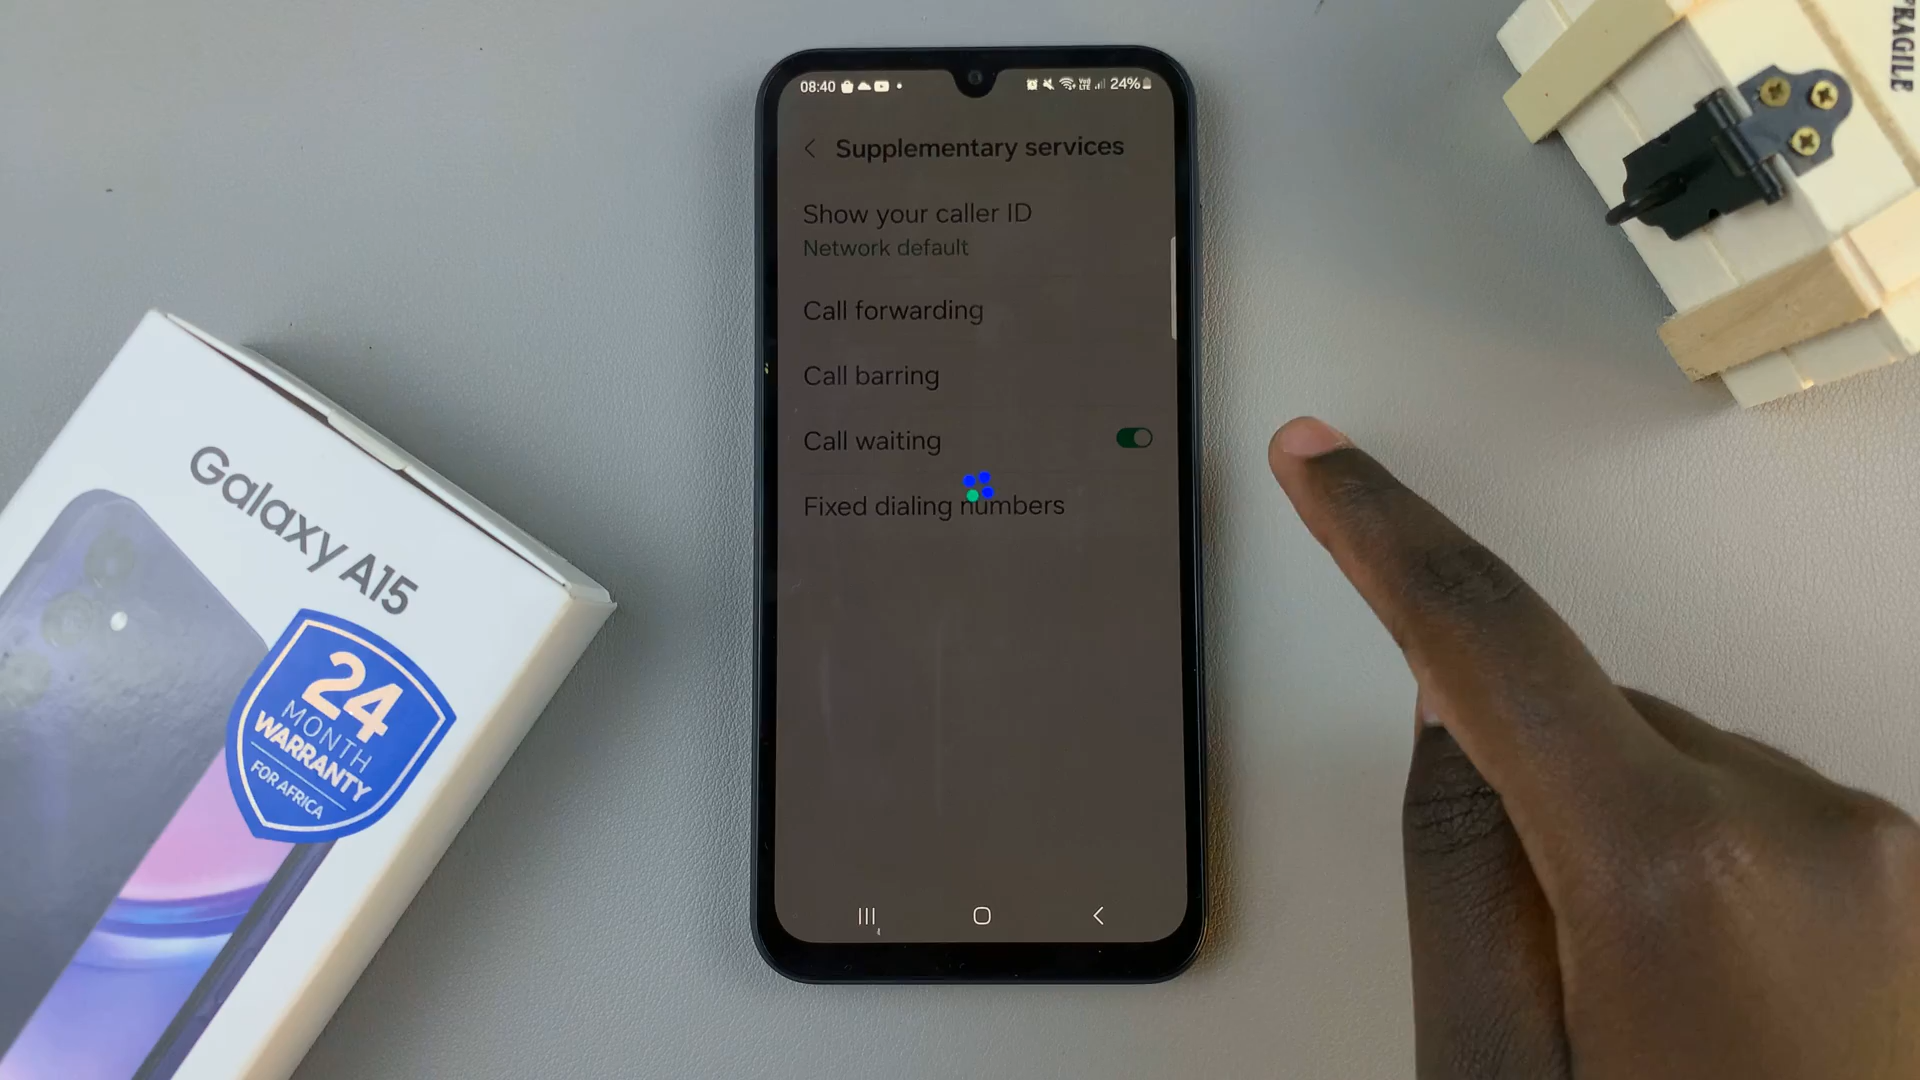 08:40
24%
Supplementary services
Show your caller ID
Network default
Call forwarding
Call barring
Call waiting
Fixed dialing numbers
Galaxy A15
24
MONTH
WARRANTY
FOR AFRICA
FRAGILE